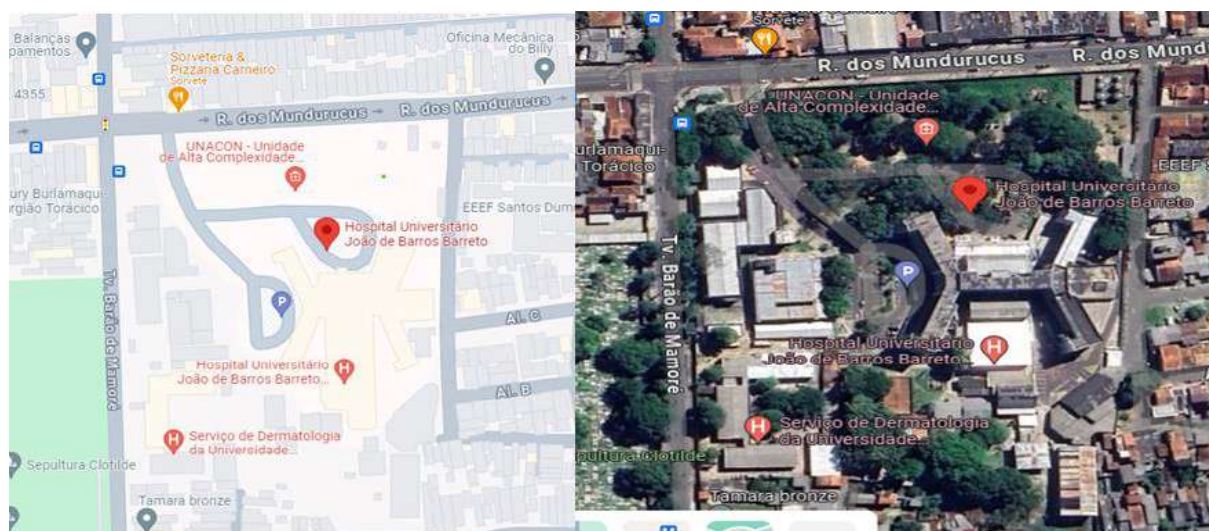 Balanças
pamentos
4355
Sorveteria &
Pizzaria Carneiro
Sorvete
Oficina Mecânica
do Billy
R. dos Mundurucus
R. dos Mundurucus
UNACON - Unidade
de Alta Complexidade...
ury Burlamaqui-
urgião Torácico
EEEF Santos Dum
Hospital Universitário
João de Barros Barreto
P
Tv. Barão de Mamoré
Al. C
Hospital Universitário
João de Barros Barreto...
H
Al. B
H
Serviço de Dermatologia
da Universidade...
Sepultura Clotilde
Tamara bronze
Sorvete
R. dos Mundurucus
R. dos Mu
UNACON - Unidade
de Alta Complexidade...
urlamaqui-
Torácico
EEEF S
Hospital Universitário
João de Barros Barreto
P
Tv. Barão de Mamoré
Hospital Universitário
João de Barros Barreto...
H
H
Serviço de Dermatologia
da Universidade...
pultura Clotilde
Tamara bronze